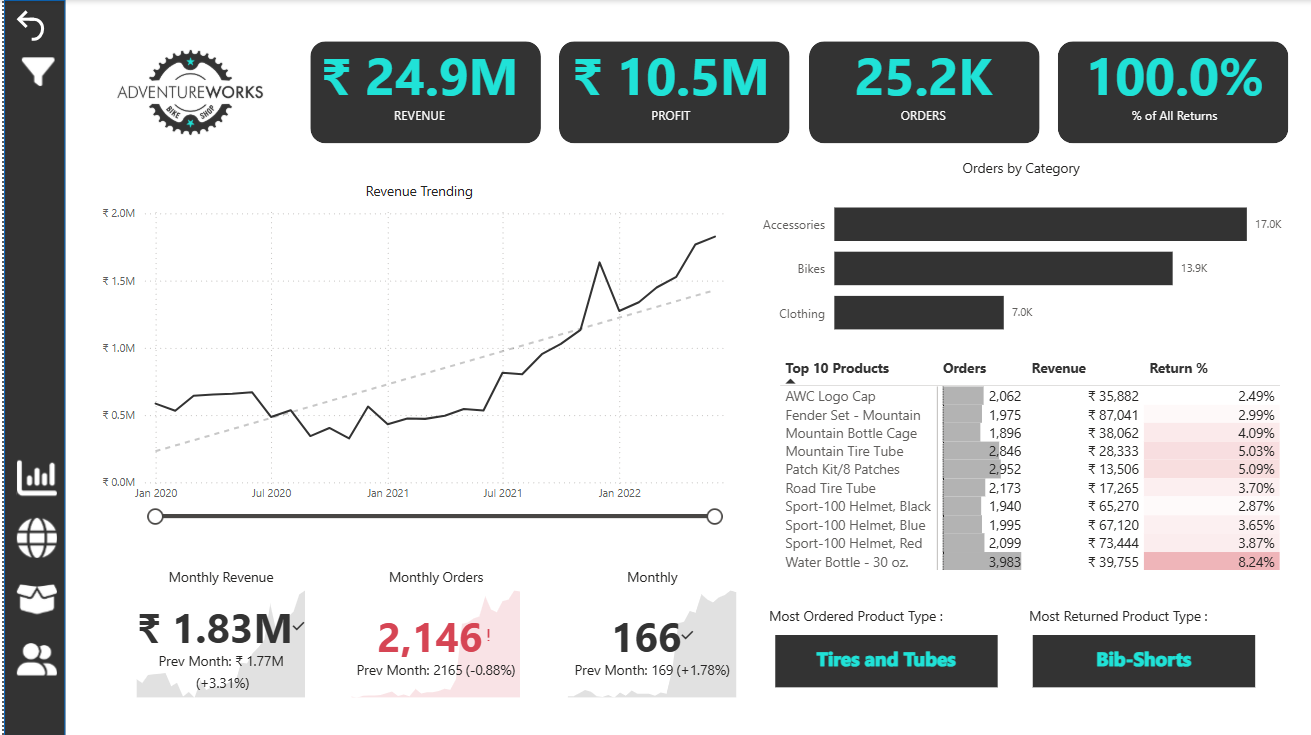 ADVENTUREWORKS
BIKE SHOP
₹ 24.9M
REVENUE
₹ 10.5M
PROFIT
25.2K
ORDERS
100.0%
% of All Returns
Revenue Trending
₹ 2.0M
₹ 1.5M
₹ 1.0M
₹ 0.5M
₹ 0.0M
Jan 2020 Jul 2020 Jan 2021 Jul 2021 Jan 2022
Orders by Category
Accessories 17.0K
Bikes 13.9K
Clothing 7.0K
Top 10 Products Orders Revenue Return %
AWC Logo Cap 2,062 ₹ 35,882 2.49%
Fender Set - Mountain 1,975 ₹ 87,041 2.99%
Mountain Bottle Cage 1,896 ₹ 38,062 4.09%
Mountain Tire Tube 2,846 ₹ 28,333 5.03%
Patch Kit/8 Patches 2,952 ₹ 13,506 5.09%
Road Tire Tube 2,173 ₹ 17,265 3.70%
Sport-100 Helmet, Black 1,940 ₹ 65,270 2.87%
Sport-100 Helmet, Blue 1,995 ₹ 67,120 3.65%
Sport-100 Helmet, Red 2,099 ₹ 73,444 3.87%
Water Bottle - 30 oz. 3,983 ₹ 39,755 8.24%
Monthly Revenue
₹ 1.83M
Prev Month: ₹ 1.77M
(+3.31%)
Monthly Orders
2,146!
Prev Month: 2165 (-0.88%)
Monthly
166
Prev Month: 169 (+1.78%)
Most Ordered Product Type :
Tires and Tubes
Most Returned Product Type :
Bib-Shorts